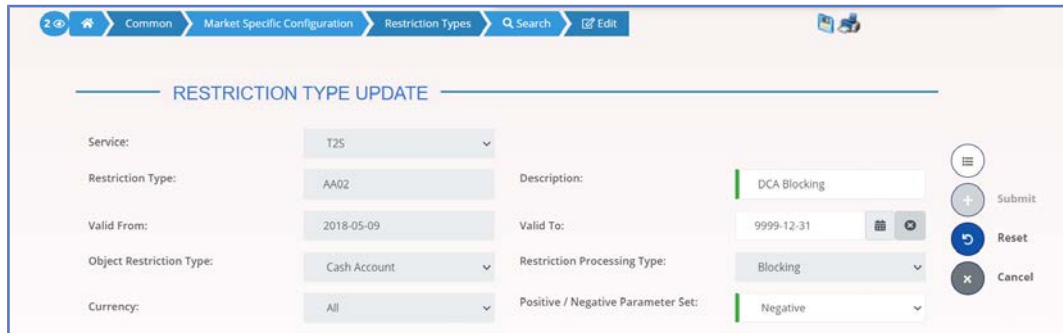 2 Common Market Specific Configuration Restriction Types Search Edit
RESTRICTION TYPE UPDATE
Service: T2S
Restriction Type: AA02 Description: DCA Blocking
Submit
Valid From: 2018-05-09 Valid To: 9999-12-31
Reset
Object Restriction Type: Cash Account Restriction Processing Type: Blocking
Cancel
Currency: All Positive / Negative Parameter Set: Negative